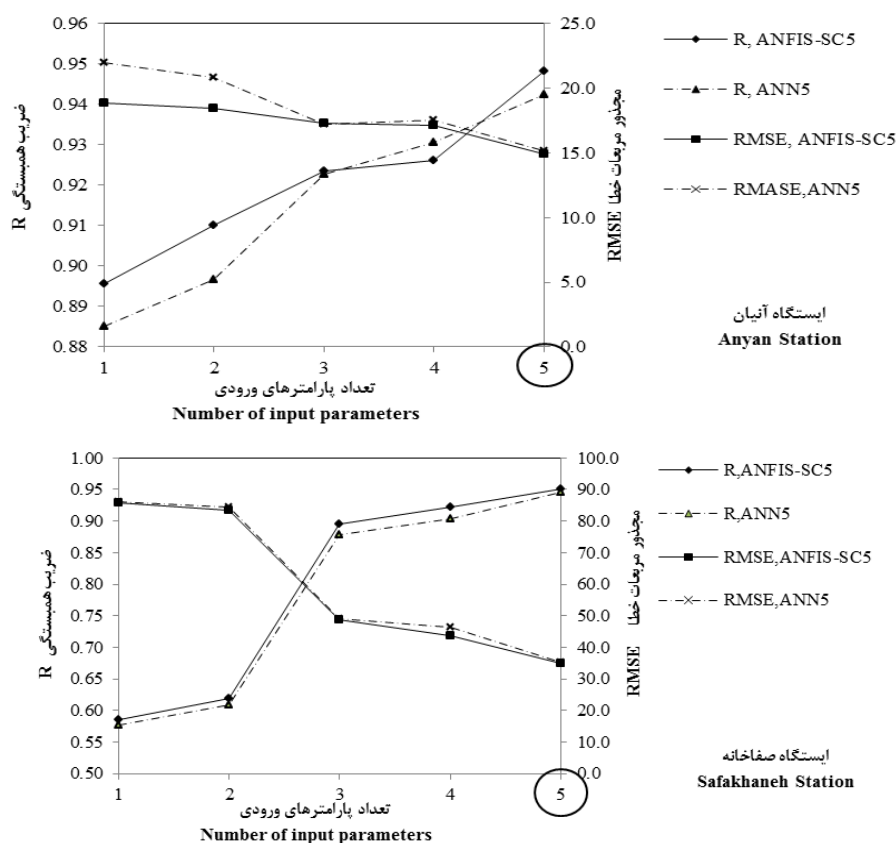 0.96
0.95
0.94
0.93
0.92
0.91
0.90
0.89
0.88
ضریب همبستگی R
25.0
20.0
15.0
10.0
5.0
0.0
مجذور مربعات خطا RMSE
1 2 3 4 5
تعداد پارامترهای ورودی
Number of input parameters
R, ANFIS-SC5
R, ANN5
RMSE, ANFIS-SC5
RMASE,ANN5
ایستگاه آنیان
Anyan Station
1.00
0.95
0.90
0.85
0.80
0.75
0.70
0.65
0.60
0.55
0.50
ضریب همبستگی R
100.0
90.0
80.0
70.0
60.0
50.0
40.0
30.0
20.0
10.0
0.0
مجذور مربعات خطا RMSE
1 2 3 4 5
تعداد پارامترهای ورودی
Number of input parameters
R,ANFIS-SC5
R,ANN5
RMSE,ANFIS-SC5
RMSE,ANN5
ایستگاه صفاخانه
Safakhaneh Station